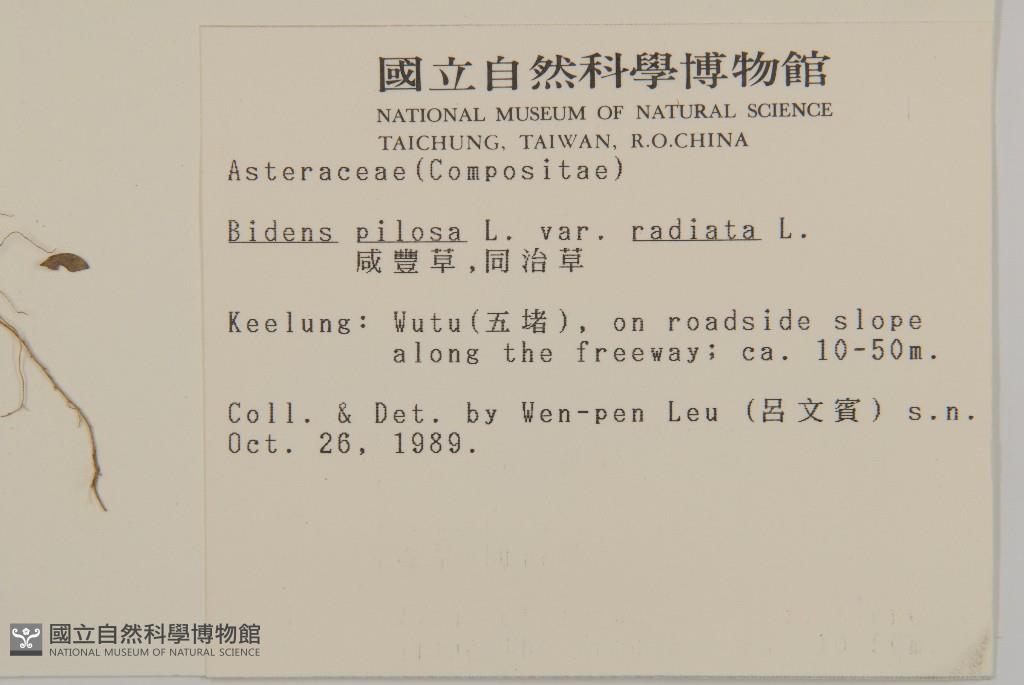 國立自然科學博物館
NATIONAL MUSEUM OF NATURAL SCIENCE
TAICHUNG, TAIWAN, R.O.CHINA
Asteraceae(Compositae)
Bidens pilosa L. var. radiata L.
咸豐草,同治草
Keelung: Wutu(五堵), on roadside slope
along the freeway; ca. 10-50m.
Coll. & Det. by Wen-pen Leu (呂文賓) s.n.
Oct. 26, 1989.
國立自然科學博物館
NATIONAL MUSEUM OF NATURAL SCIENCE